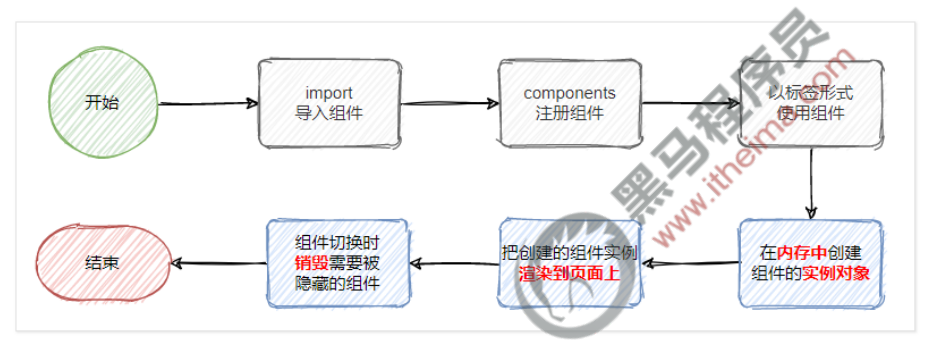 开始
import
导入组件
components
注册组件
以标签形式
使用组件
在内存中创建
组件的实例对象
把创建的组件实例
渲染到页面上
组件切换时
销毁需要被
隐藏的组件
结束
黑马程序员
www.itheima.com